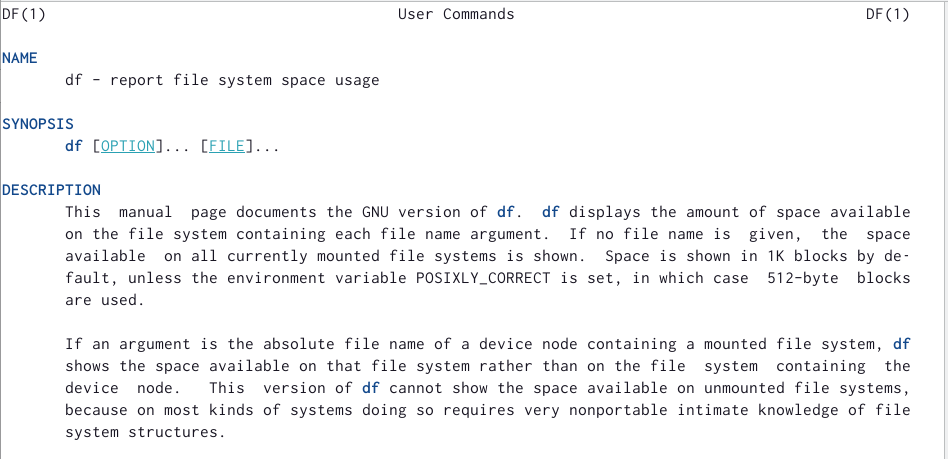 DF(1) User Commands DF(1)
NAME
df - report file system space usage
SYNOPSIS
df [OPTION]... [FILE]...
DESCRIPTION
This manual page documents the GNU version of df. df displays the amount of space available
on the file system containing each file name argument. If no file name is given, the space
available on all currently mounted file systems is shown. Space is shown in 1K blocks by de-
fault, unless the environment variable POSIXLY_CORRECT is set, in which case 512-byte blocks
are used.
If an argument is the absolute file name of a device node containing a mounted file system, df
shows the space available on that file system rather than on the file system containing the
device node. This version of df cannot show the space available on unmounted file systems,
because on most kinds of systems doing so requires very nonportable intimate knowledge of file
system structures.